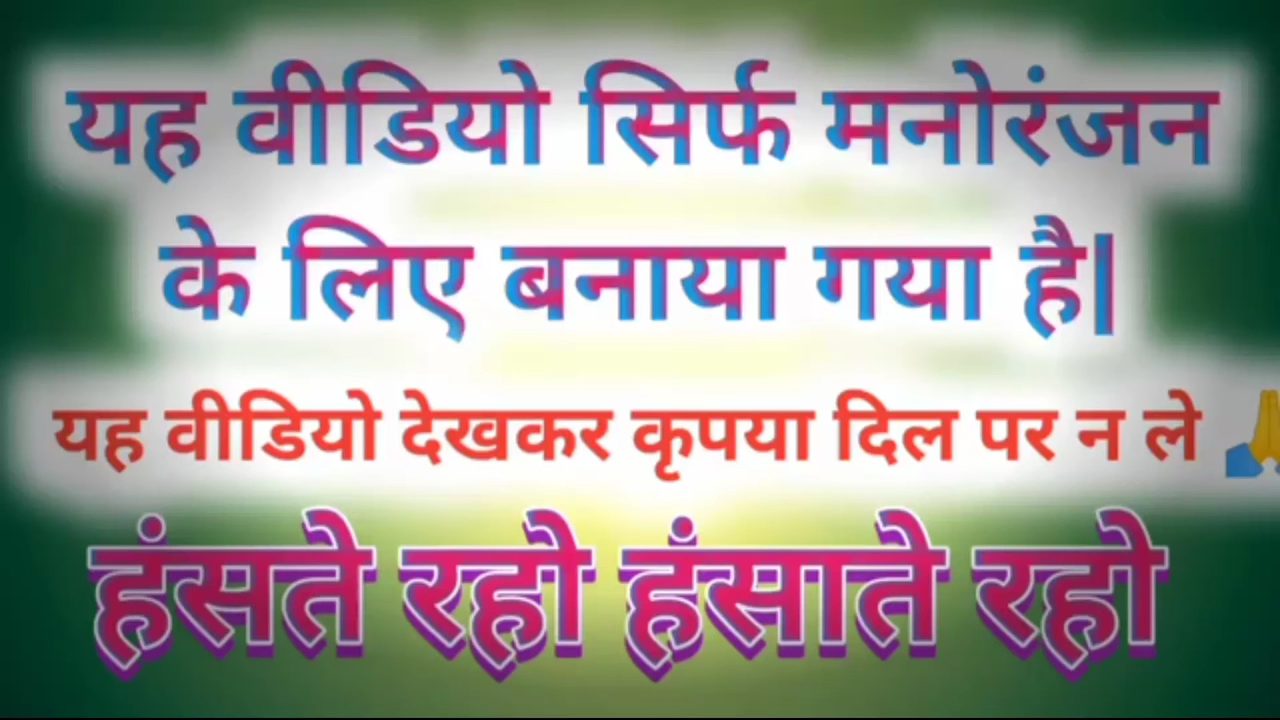 यह वीडियो सिर्फ मनोरंजन
के लिए बनाया गया है|
यह वीडियो देखकर कृपया दिल पर न ले 🙏
हंसते रहो हंसाते रहो